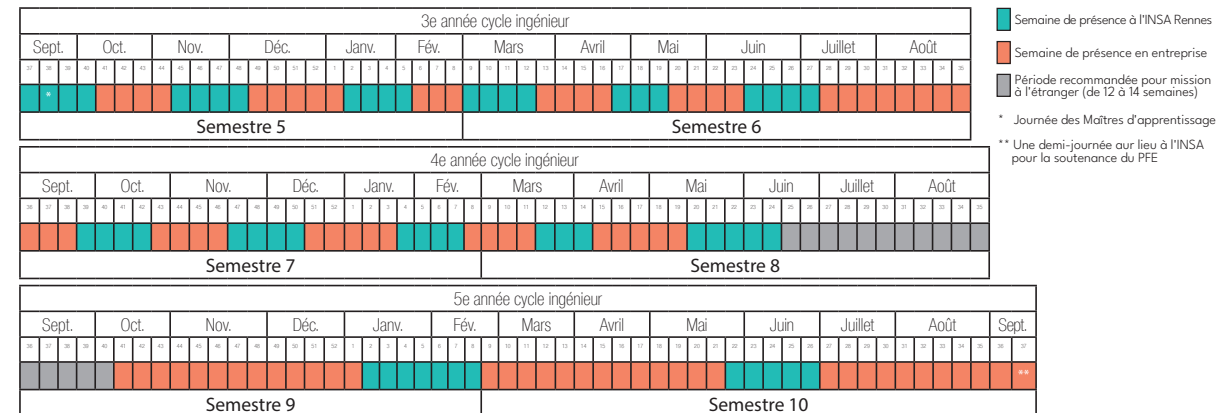 3e année cycle ingénieur
Sept. Oct. Nov. Déc. Janv. Fév. Mars Avril Mai Juin Juillet Août
37 38 39 40 41 42 43 44 45 46 47 48 49 50 51 52 1 2 3 4 5 6 7 8 9 10 11 12 13 14 15 16 17 18 19 20 21 22 23 24 25 26 27 28 29 30 31 32 33 34 35
*
Semestre 5 Semestre 6
4e année cycle ingénieur
Sept. Oct. Nov. Déc. Janv. Fév. Mars Avril Mai Juin Juillet Août
36 37 38 39 40 41 42 43 44 45 46 47 48 49 50 51 52 1 2 3 4 5 6 7 8 9 10 11 12 13 14 15 16 17 18 19 20 21 22 23 24 25 26 27 28 29 30 31 32 33 34 35
Semestre 7 Semestre 8
5e année cycle ingénieur
Sept. Oct. Nov. Déc. Janv. Fév. Mars Avril Mai Juin Juillet Août Sept.
36 37 38 39 40 41 42 43 44 45 46 47 48 49 50 51 52 1 2 3 4 5 6 7 8 9 10 11 12 13 14 15 16 17 18 19 20 21 22 23 24 25 26 27 28 29 30 31 32 33 34 35 36 37
**
Semestre 9 Semestre 10
Semaine de présence à l'INSA Rennes
Semaine de présence en entreprise
Période recommandée pour mission
à l'étranger (de 12 à 14 semaines)
* Journée des Maîtres d'apprentissage
** Une demi-journée aur lieu à l'INSA
pour la soutenance du PFE